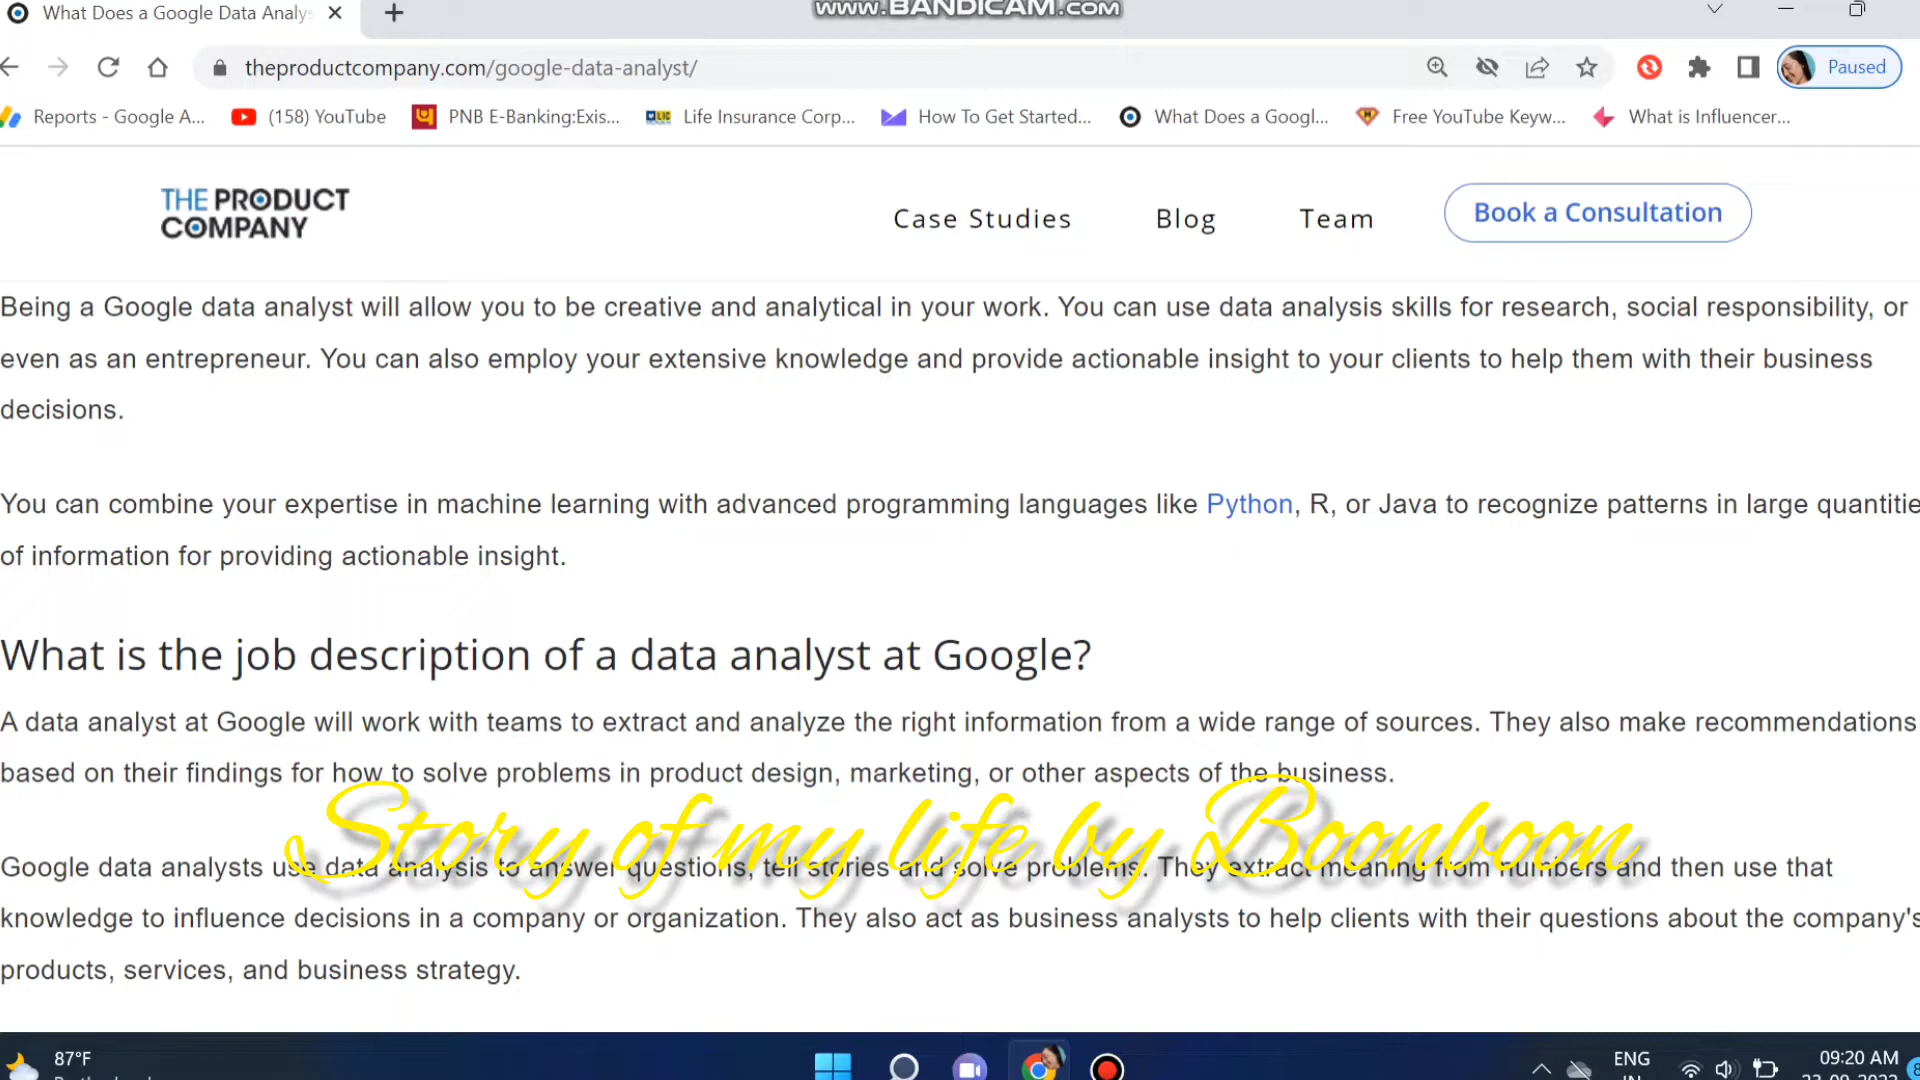 What Does a Google Data Analys
www.BANDICAM.com
theproductcompany.com/google-data-analyst/
Paused
Reports - Google A...
(158) YouTube
PNB E-Banking:Exis...
Life Insurance Corp...
How To Get Started...
What Does a Googl...
Free YouTube Keyw...
What is Influencer...
THE PRODUCT
COMPANY
Case Studies
Blog
Team
Book a Consultation
Being a Google data analyst will allow you to be creative and analytical in your work. You can use data analysis skills for research, social responsibility, or
even as an entrepreneur. You can also employ your extensive knowledge and provide actionable insight to your clients to help them with their business
decisions.
You can combine your expertise in machine learning with advanced programming languages like Python, R, or Java to recognize patterns in large quantitie
of information for providing actionable insight.
What is the job description of a data analyst at Google?
A data analyst at Google will work with teams to extract and analyze the right information from a wide range of sources. They also make recommendations
based on their findings for how to solve problems in product design, marketing, or other aspects of the business.
Story of my life by Boonboon
Google data analysts use data analysis to answer questions, tell stories and solve problems. They extract meaning from numbers and then use that
knowledge to influence decisions in a company or organization. They also act as business analysts to help clients with their questions about the company's
products, services, and business strategy.
87°F
ENG
09:20 AM